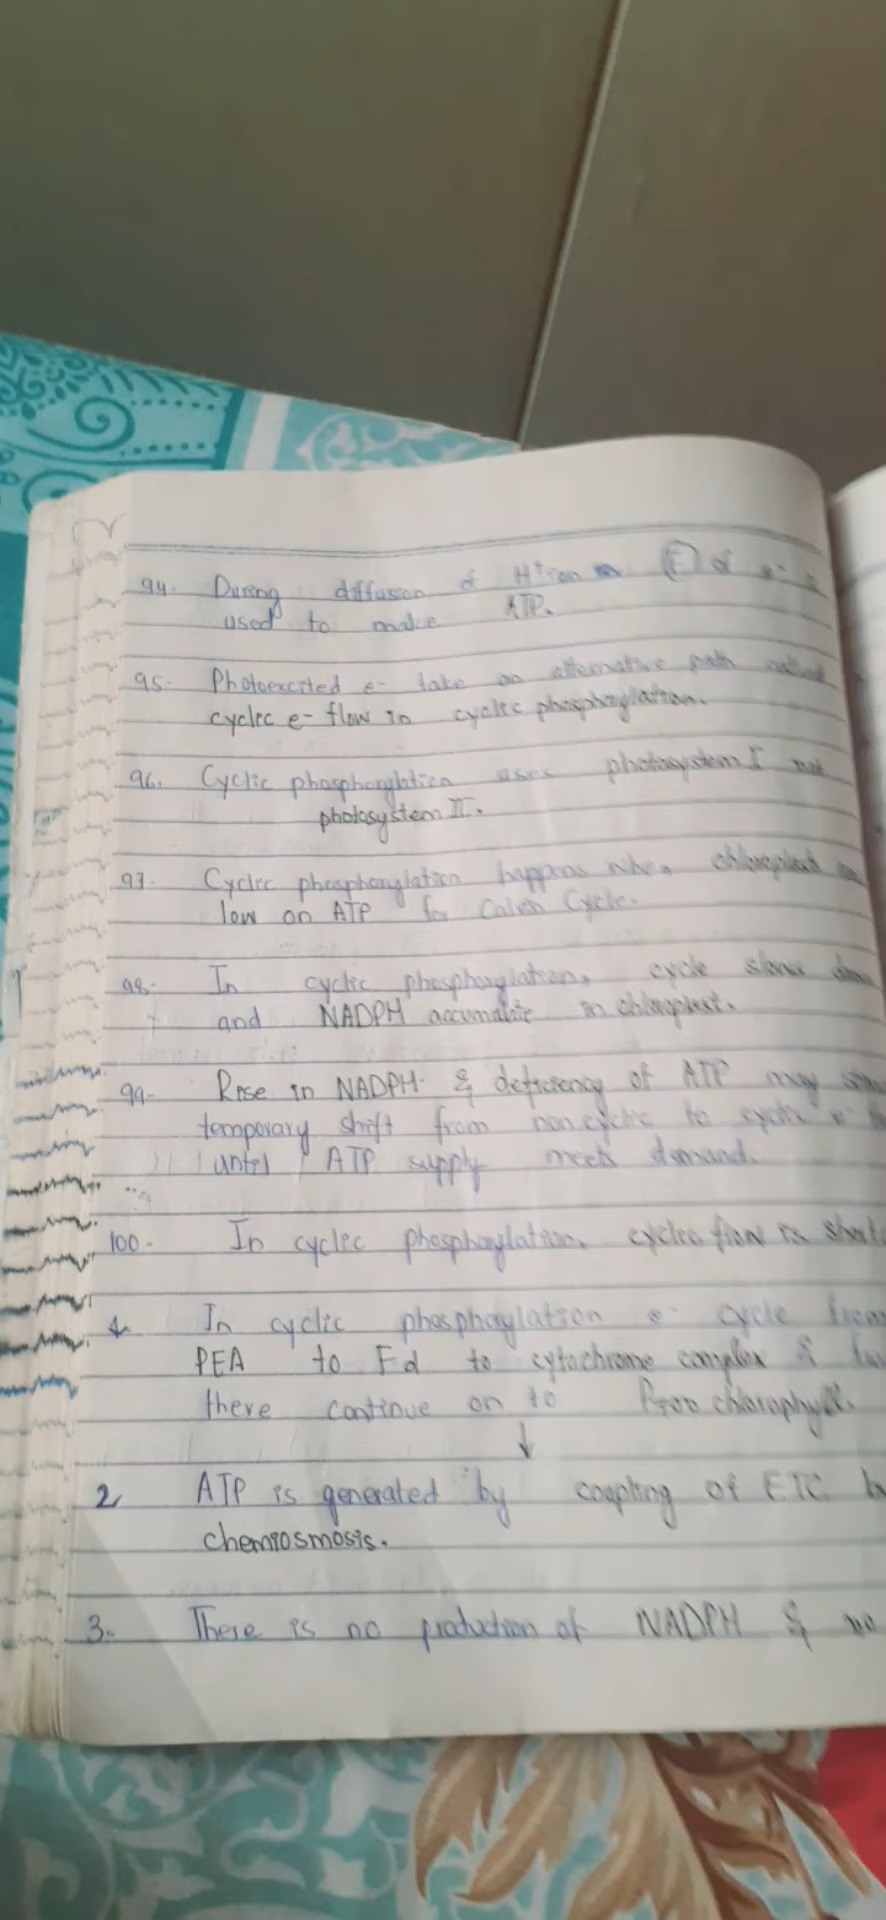 94. During diffusion of H⁺ion Ⓔ of e-
used to make ATP.
95. Photoexcited e- take an alternative path called
cyclic e- flow in cyclic phosphorylation.
96. Cyclic phosphorylation uses photosystem I not
photosystem II.
97. Cyclic phosphorylation happens when chloroplast
low on ATP for Calvin Cycle.
98. In cyclic phosphorylation, cycle slows down
and NADPH accumulate in chloroplast.
99. Rise in NADPH & deficiency of ATP may
temporary shift from non cyclic to cyclic e-
until ATP supply meets demand.
100. In cyclic phosphorylation, cyclic flow is short
1. In cyclic phosphorylation e- cycle from
PEA to Fd to cytochrome complex &
there continue on to P700 chlorophyll.
↓
2 ATP is generated by coupling of ETC
chemiosmosis.
3. There is no production of NADPH & no